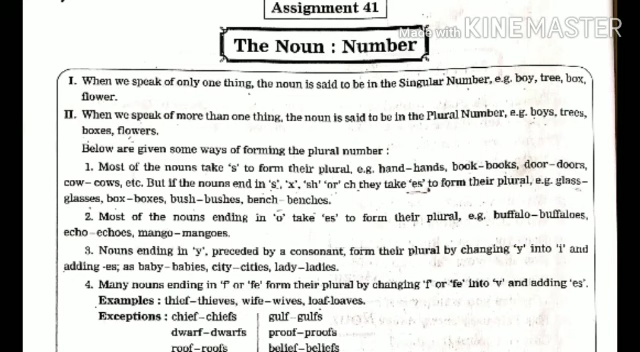 Assignment 41
Made with KINEMASTER
The Noun : Number
I. When we speak of only one thing, the noun is said to be in the Singular Number, e.g. boy, tree, box,
flower.
II. When we speak of more than one thing, the noun is said to be in the Plural Number, e.g. boys, trees,
boxes, flowers.
Below are given some ways of forming the plural number :
1. Most of the nouns take 's' to form their plural, e.g. hand–hands, book–books, door–doors,
cow– cows, etc. But if the nouns end in 's', 'x', 'sh' 'or' ch they take 'es' to form their plural, e.g. glass–
glasses, box–boxes, bush–bushes, bench–benches.
2. Most of the nouns ending in 'o' take 'es' to form their plural, e.g. buffalo–buffaloes,
echo–echoes, mango–mangoes.
3. Nouns ending in 'y', preceded by a consonant, form their plural by changing 'y' into 'i' and
adding -es; as baby–babies, city–cities, lady–ladies.
4. Many nouns ending in 'f' or 'fe' form their plural by changing 'f' or 'fe' into 'v' and adding 'es'.
Examples : thief–thieves, wife–wives, loaf-loaves.
Exceptions : chief–chiefs gulf–gulfs
dwarf–dwarfs proof–proofs
roof–roofs belief–beliefs